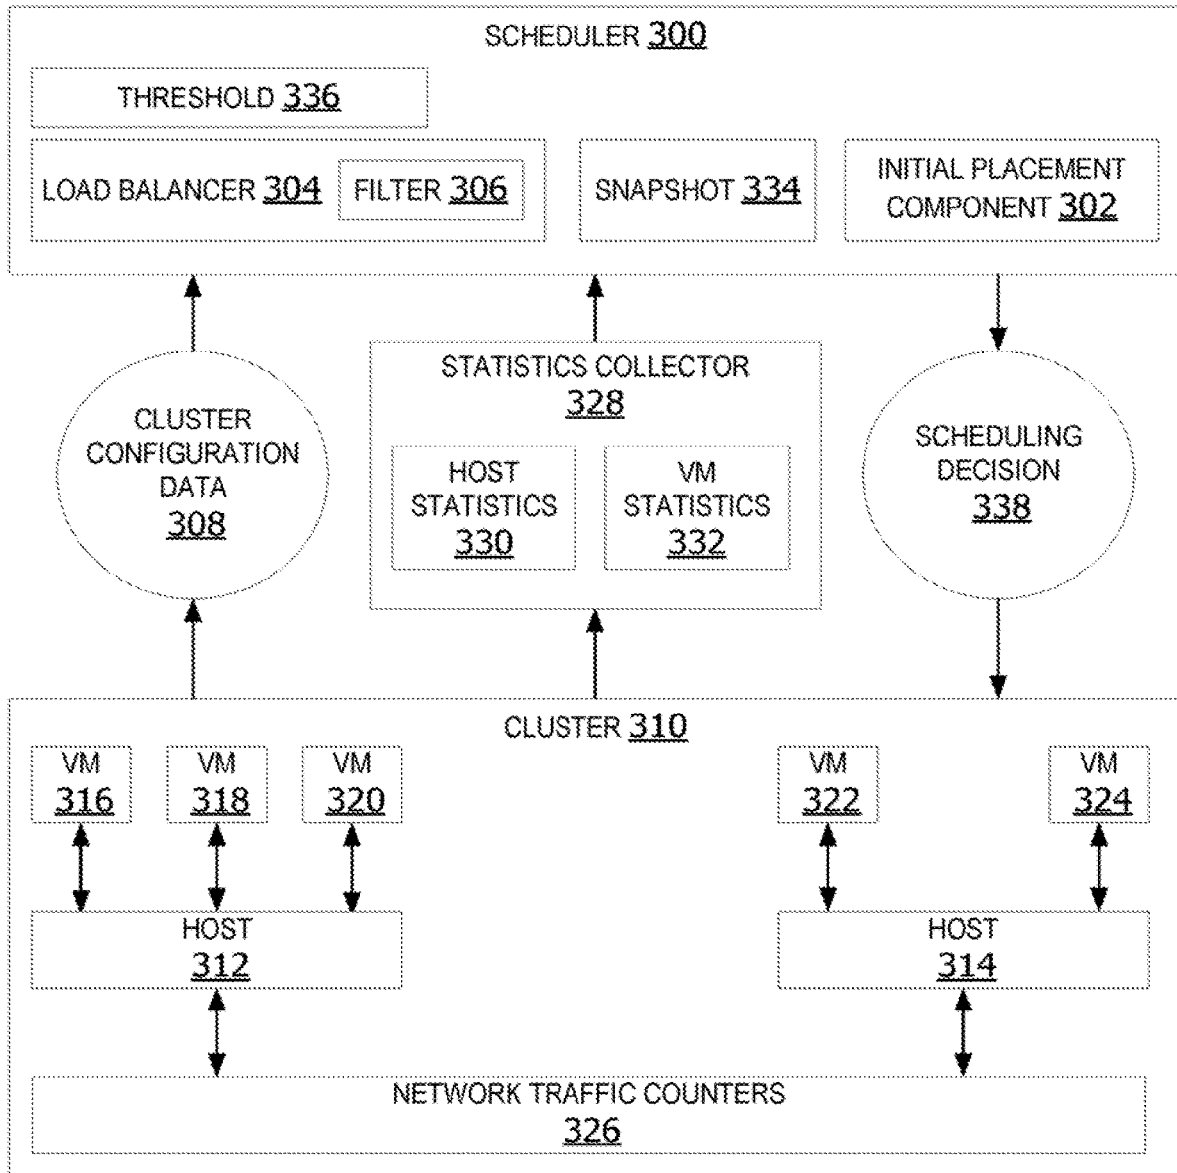 SCHEDULER 300
THRESHOLD 336
LOAD BALANCER 304
FILTER 306
SNAPSHOT 334
INITIAL PLACEMENT
COMPONENT 302
CLUSTER
CONFIGURATION
DATA
308
STATISTICS COLLECTOR
328
HOST
STATISTICS
330
VM
STATISTICS
332
SCHEDULING
DECISION
338
CLUSTER 310
VM
316
VM
318
VM
320
VM
322
VM
324
HOST
312
HOST
314
NETWORK TRAFFIC COUNTERS
326